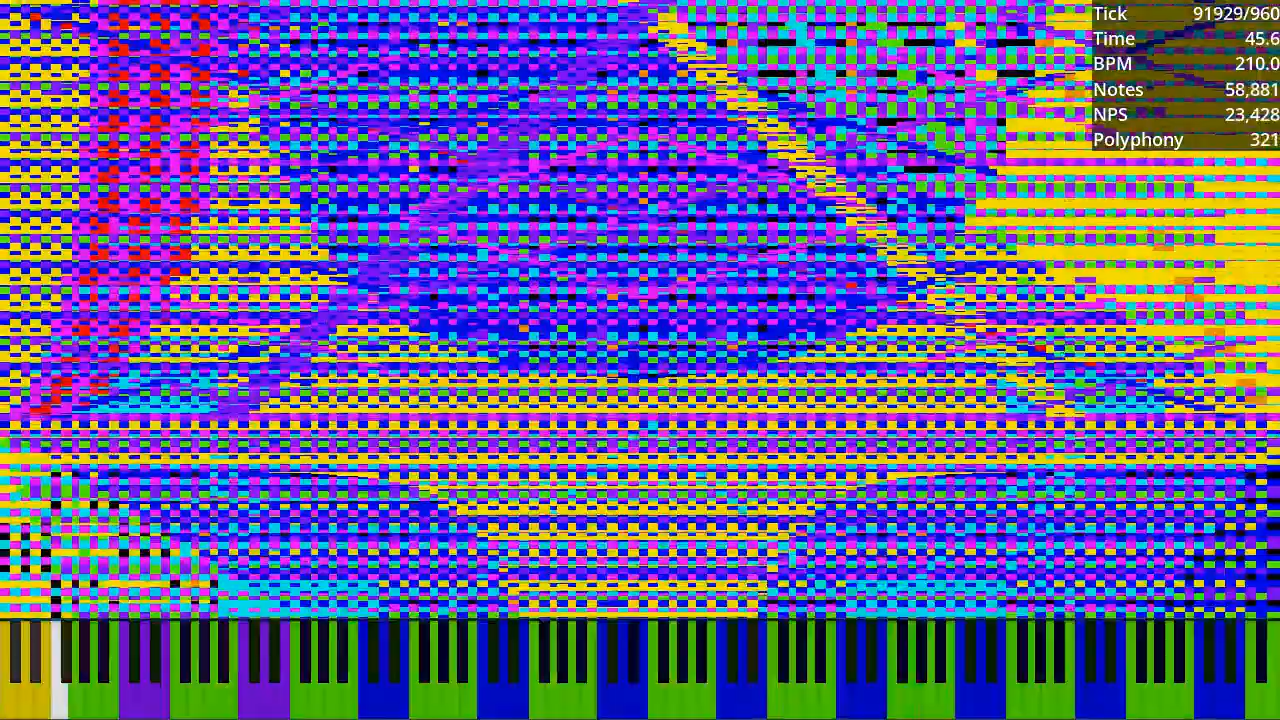 Tick 91929/960
Time 45.6
BPM 210.0
Notes 58,881
NPS 23,428
Polyphony 321